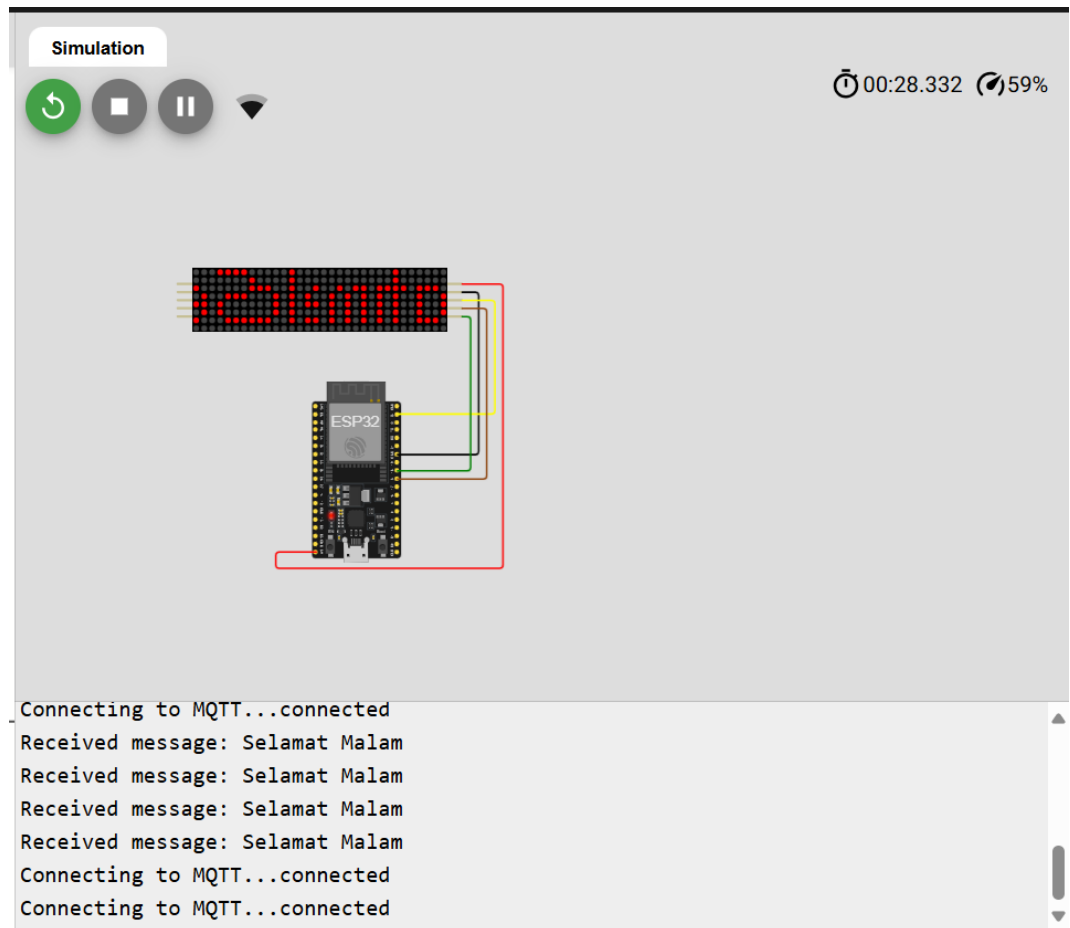 Simulation
00:28.332 59%
ESP32
Connecting to MQTT...connected
Received message: Selamat Malam
Received message: Selamat Malam
Received message: Selamat Malam
Received message: Selamat Malam
Connecting to MQTT...connected
Connecting to MQTT...connected